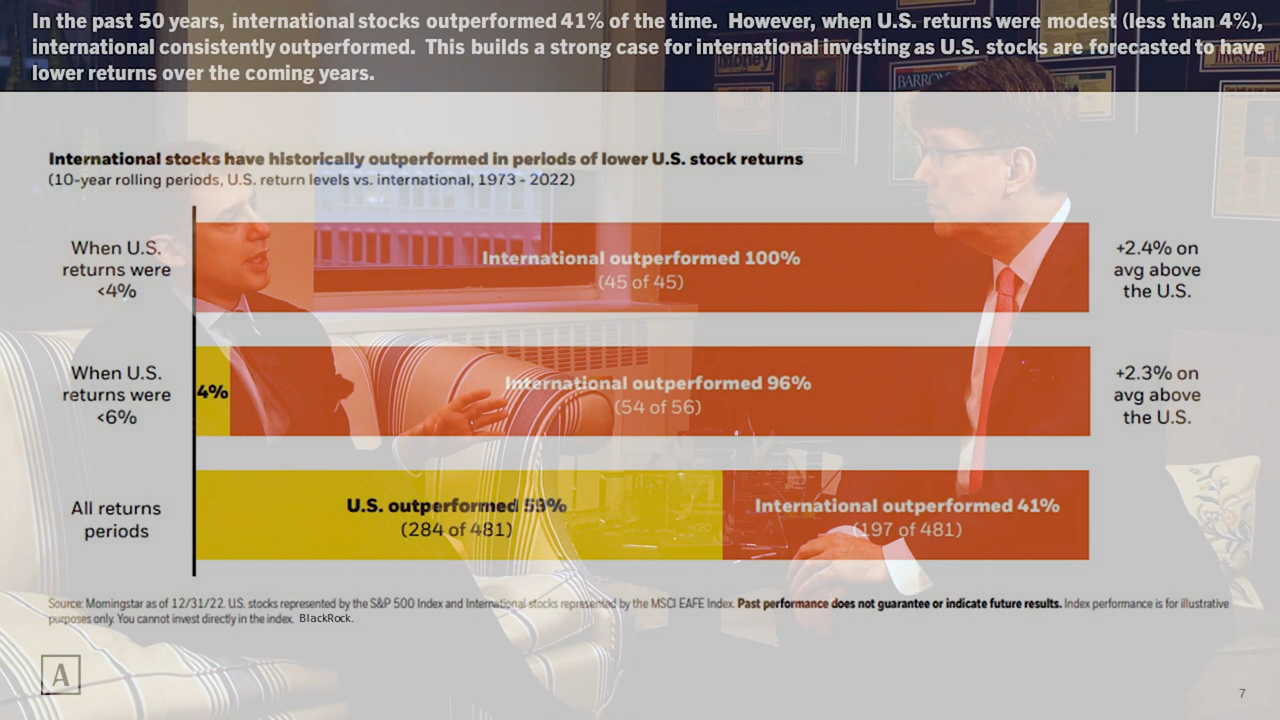 In the past 50 years, international stocks outperformed 41% of the time. However, when U.S. returns were modest (less than 4%),
international consistently outperformed. This builds a strong case for international investing as U.S. stocks are forecasted to have
lower returns over the coming years.
Money
BARRON
Investment
International stocks have historically outperformed in periods of lower U.S. stock returns
(10-year rolling periods, U.S. return levels vs. international, 1973 - 2022)
When U.S.
returns were
<4%
International outperformed 100%
(45 of 45)
+2.4% on
avg above
the U.S.
When U.S.
returns were
<6%
4%
International outperformed 96%
(54 of 56)
+2.3% on
avg above
the U.S.
All returns
periods
U.S. outperformed 59%
(284 of 481)
International outperformed 41%
(197 of 481)
Source: Morningstar as of 12/31/22. U.S. stocks represented by the S&P 500 Index and International stocks represented by the MSCI EAFE Index. Past performance does not guarantee or indicate future results. Index performance is for illustrative
purposes only. You cannot invest directly in the index. BlackRock.
A
7